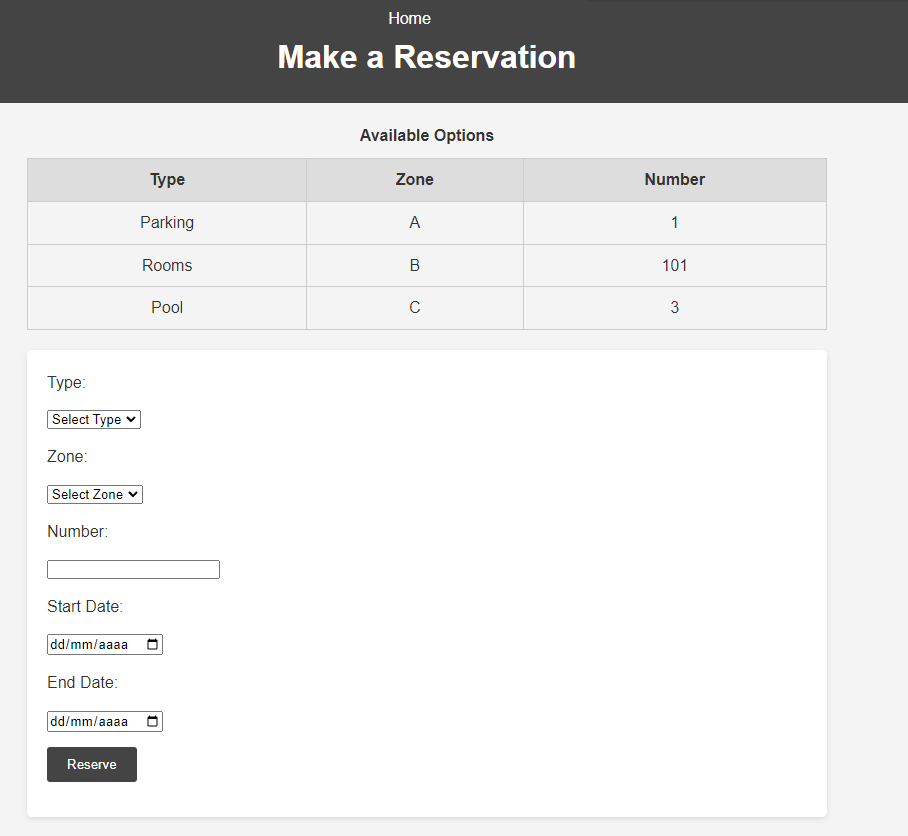 Home
Make a Reservation
Available Options
Type Zone Number
Parking A 1
Rooms B 101
Pool C 3
Type:
Select Type
Zone:
Select Zone
Number:
Start Date:
dd/mm/aaaa
End Date:
dd/mm/aaaa
Reserve